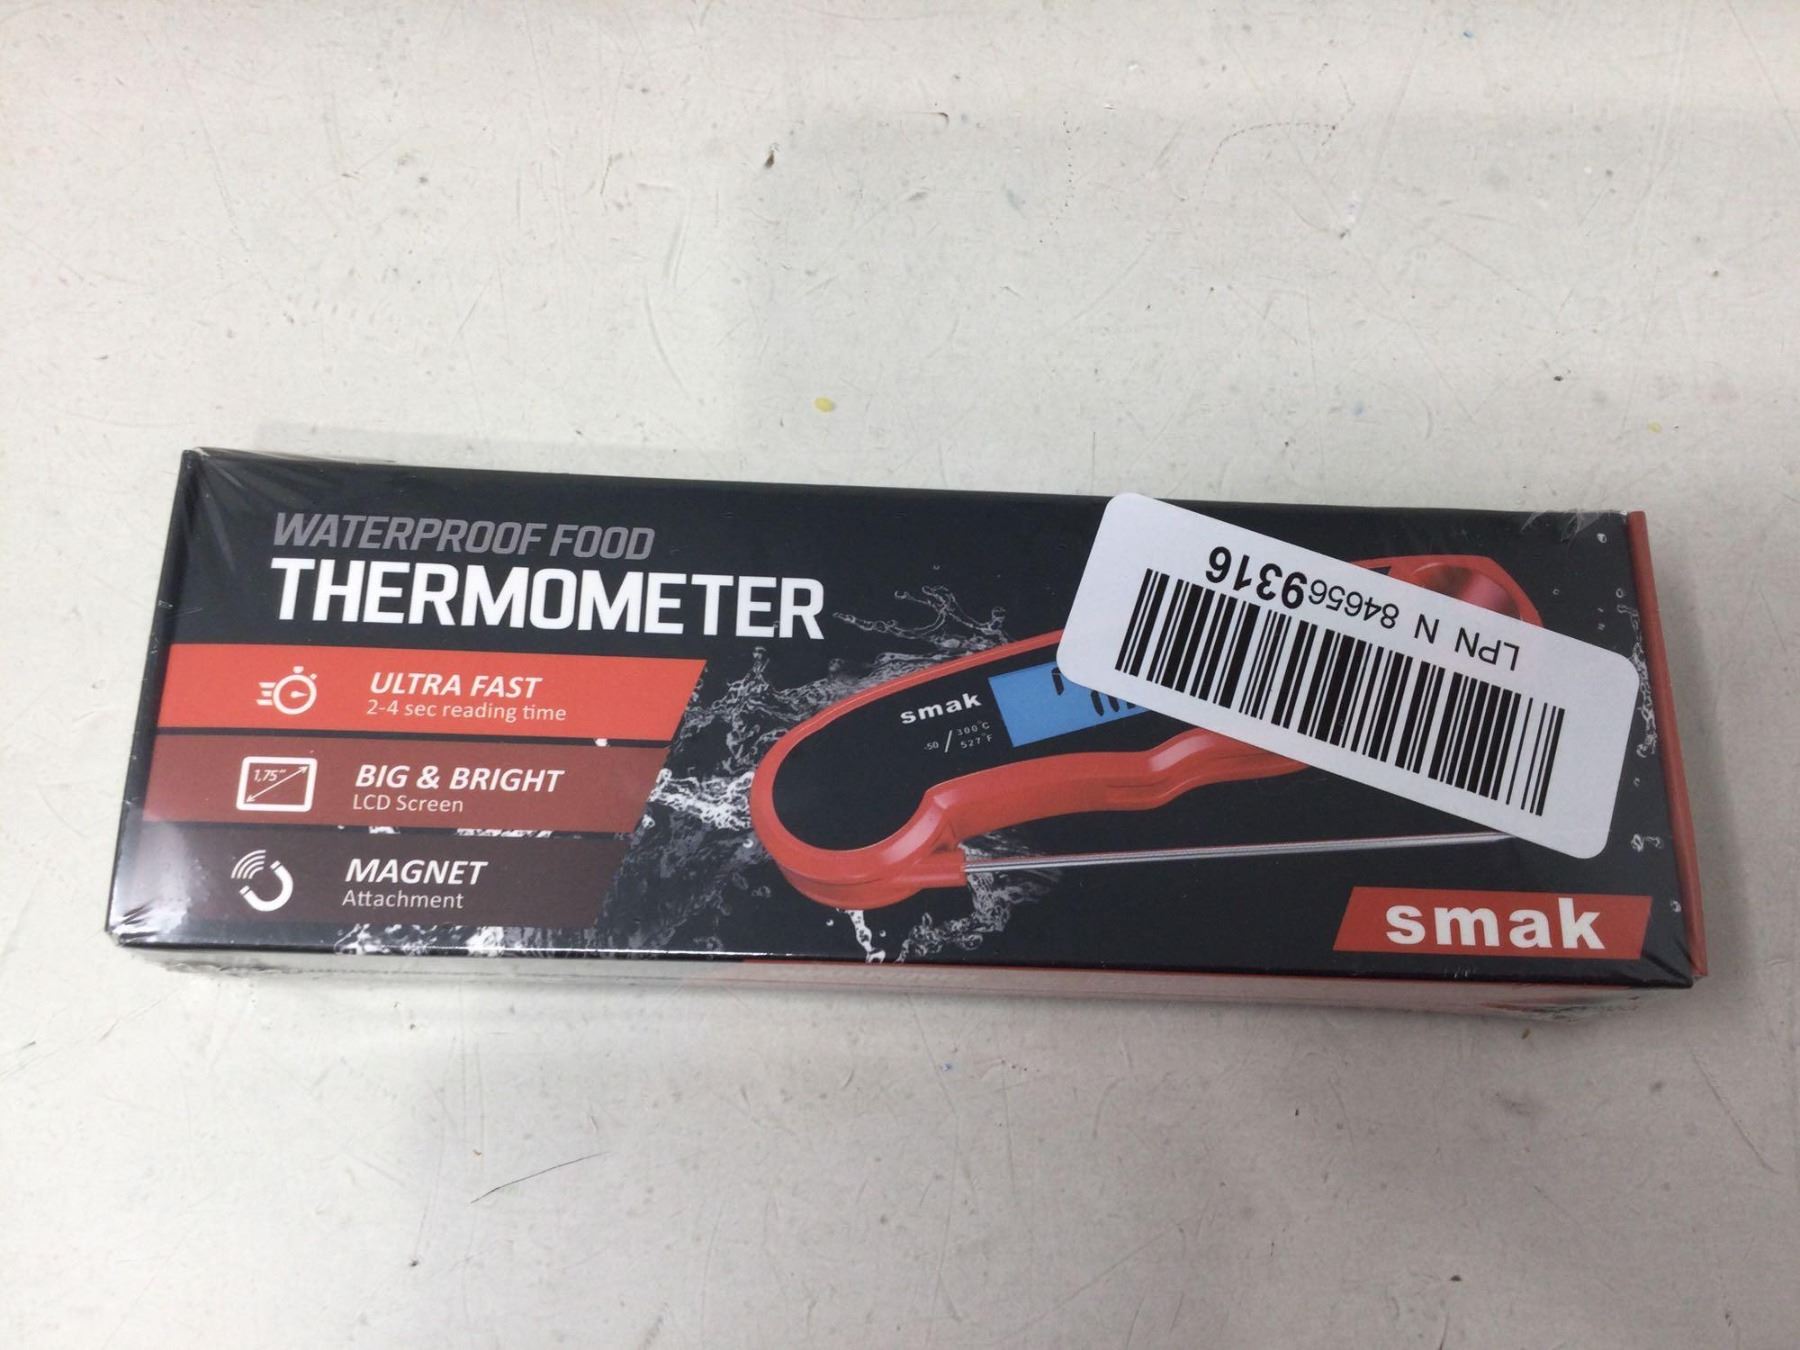 WATERPROOF FOOD
THERMOMETER
ULTRA FAST
2-4 sec reading time
1,75"
BIG & BRIGHT
LCD Screen
MAGNET
Attachment
smak
-50 / 300°C
527°F
LPN N 846569316
smak